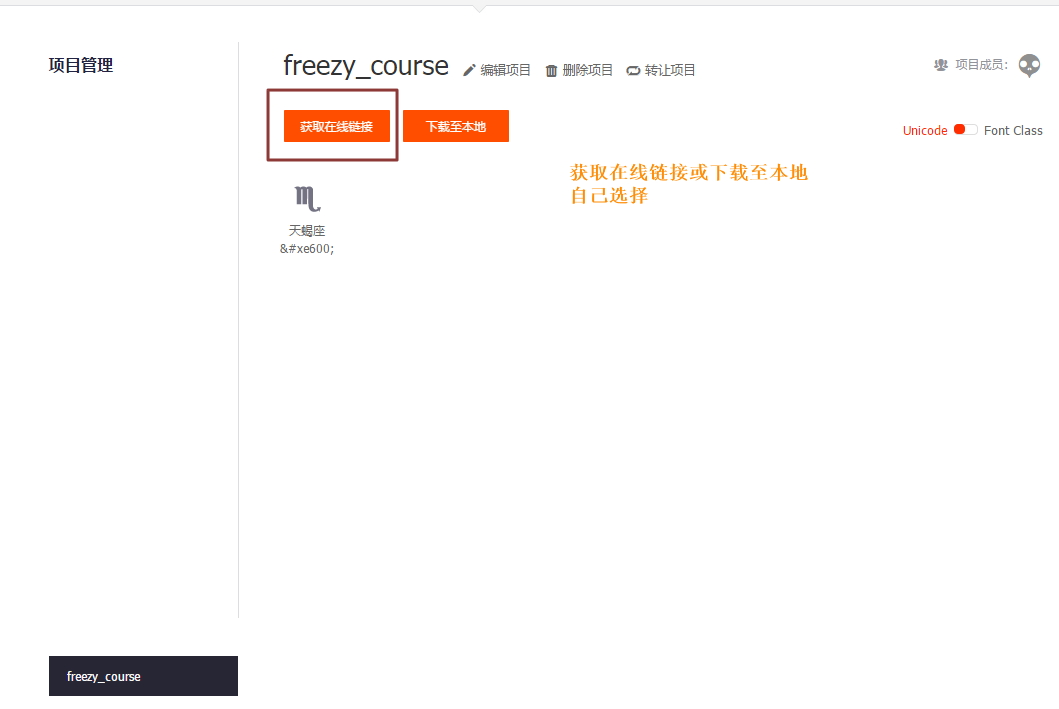 项目管理
freezy_course 编辑项目 删除项目 转让项目
项目成员:
获取在线链接 下载至本地
Unicode Font Class
获取在线链接或下载至本地
自己选择
天蝎座
&#xe600;
freezy_course